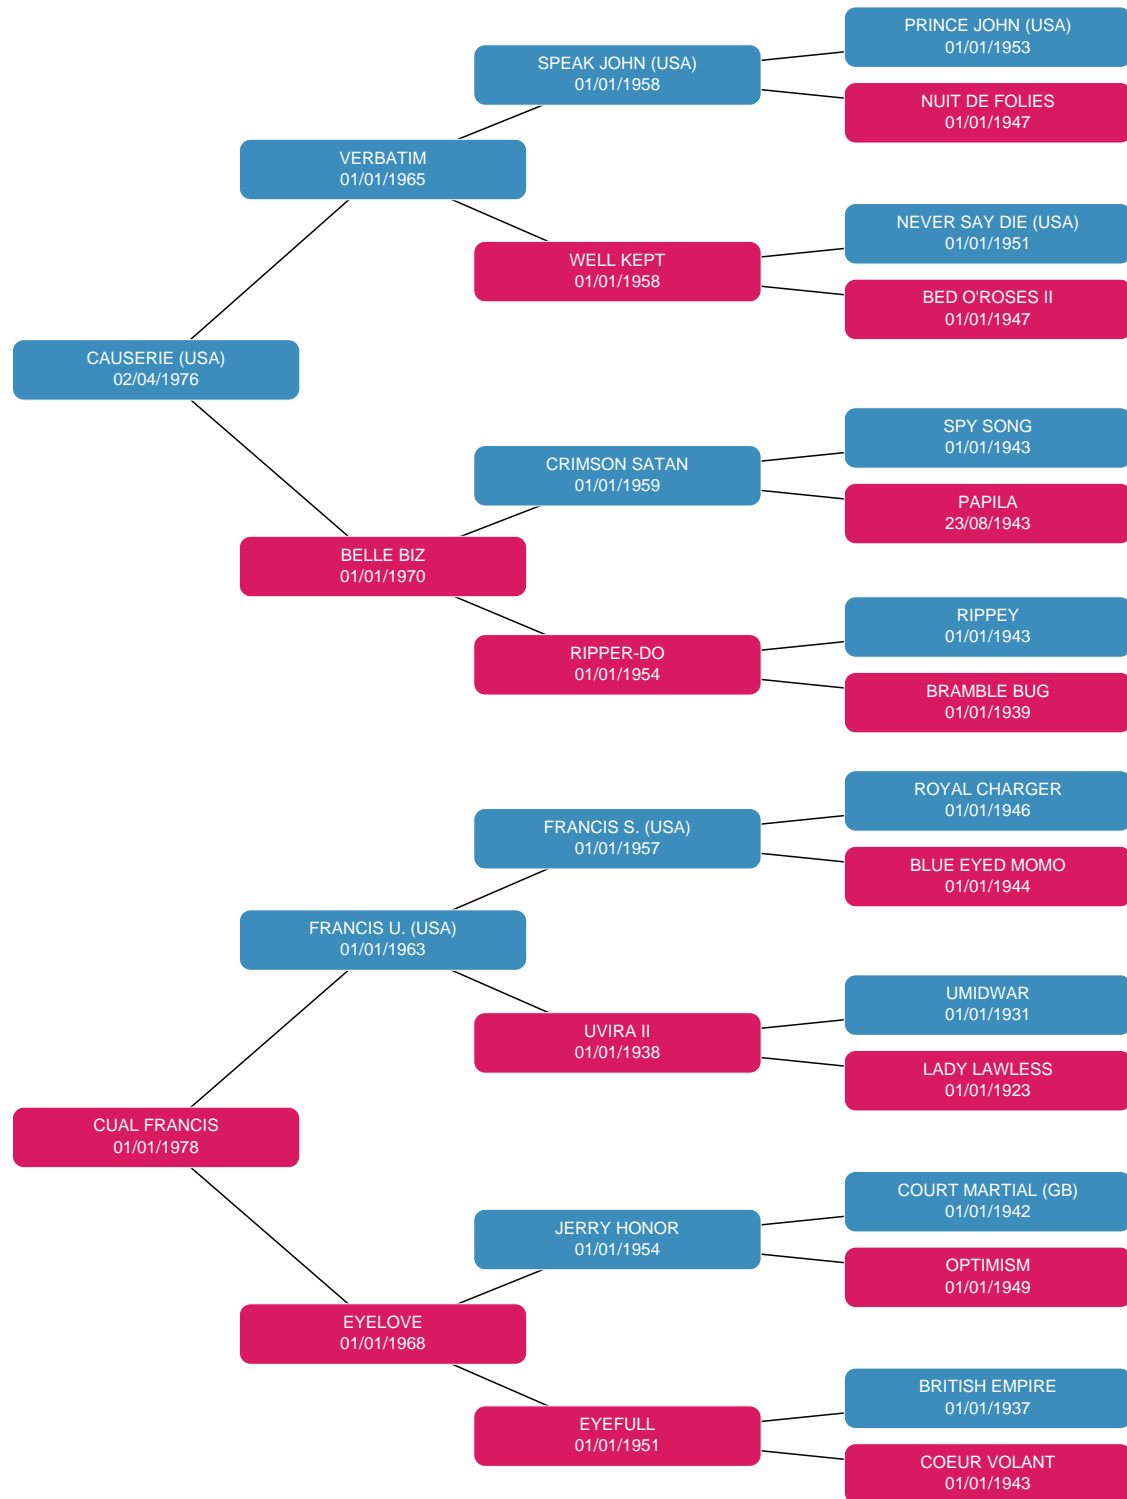 PRINCE JOHN (USA)
01/01/1953
SPEAK JOHN (USA)
01/01/1958
NUIT DE FOLIES
01/01/1947
VERBATIM
01/01/1965
NEVER SAY DIE (USA)
01/01/1951
WELL KEPT
01/01/1958
BED O'ROSES II
01/01/1947
CAUSERIE (USA)
02/04/1976
SPY SONG
01/01/1943
CRIMSON SATAN
01/01/1959
PAPILA
23/08/1943
BELLE BIZ
01/01/1970
RIPPEY
01/01/1943
RIPPER-DO
01/01/1954
BRAMBLE BUG
01/01/1939
ROYAL CHARGER
01/01/1946
FRANCIS S. (USA)
01/01/1957
BLUE EYED MOMO
01/01/1944
FRANCIS U. (USA)
01/01/1963
UMIDWAR
01/01/1931
UVIRA II
01/01/1938
LADY LAWLESS
01/01/1923
CUAL FRANCIS
01/01/1978
COURT MARTIAL (GB)
01/01/1942
JERRY HONOR
01/01/1954
OPTIMISM
01/01/1949
EYELOVE
01/01/1968
BRITISH EMPIRE
01/01/1937
EYEFULL
01/01/1951
COEUR VOLANT
01/01/1943